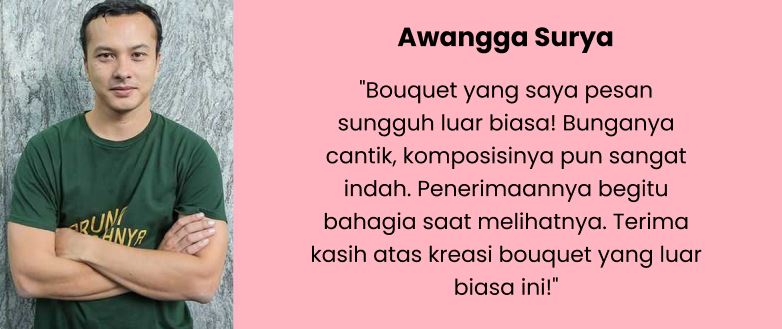 Awangga Surya
"Bouquet yang saya pesan
sungguh luar biasa! Bunganya
cantik, komposisinya pun sangat
indah. Penerimaannya begitu
bahagia saat melihatnya. Terima
kasih atas kreasi bouquet yang luar
biasa ini!"